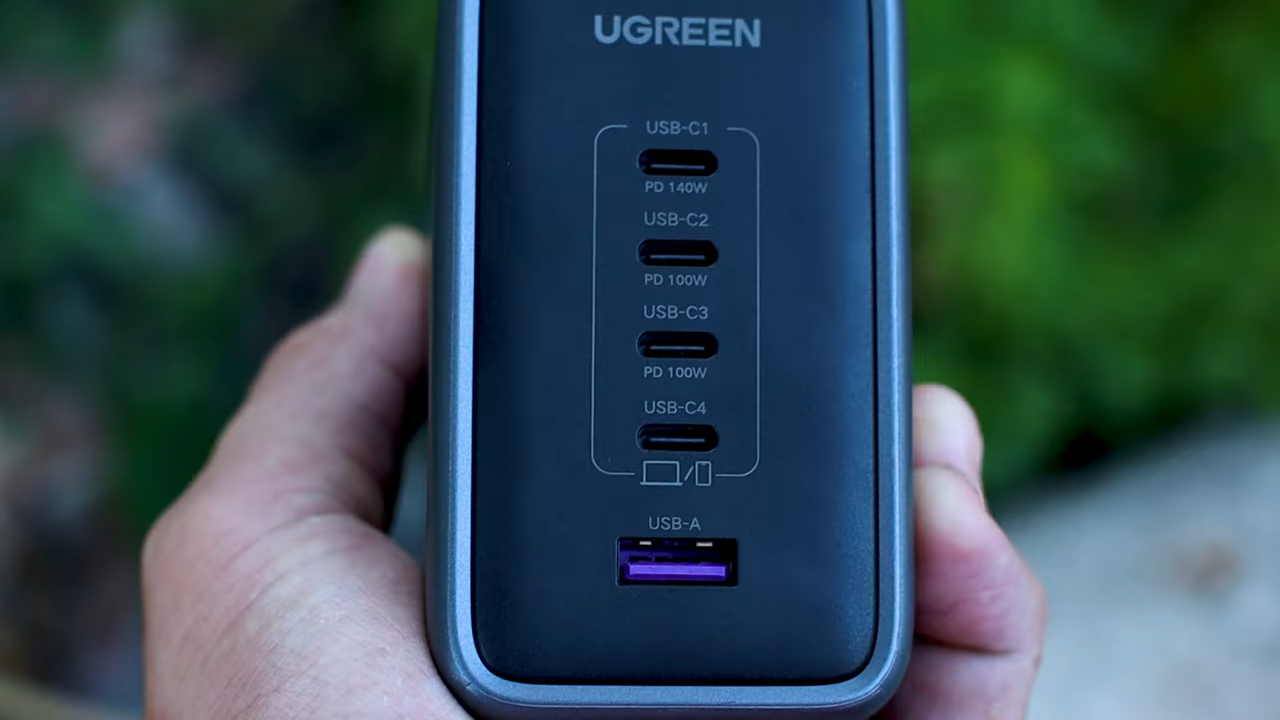 UGREEN
USB-C1
PD 140W
USB-C2
PD 100W
USB-C3
PD 100W
USB-C4
USB-A